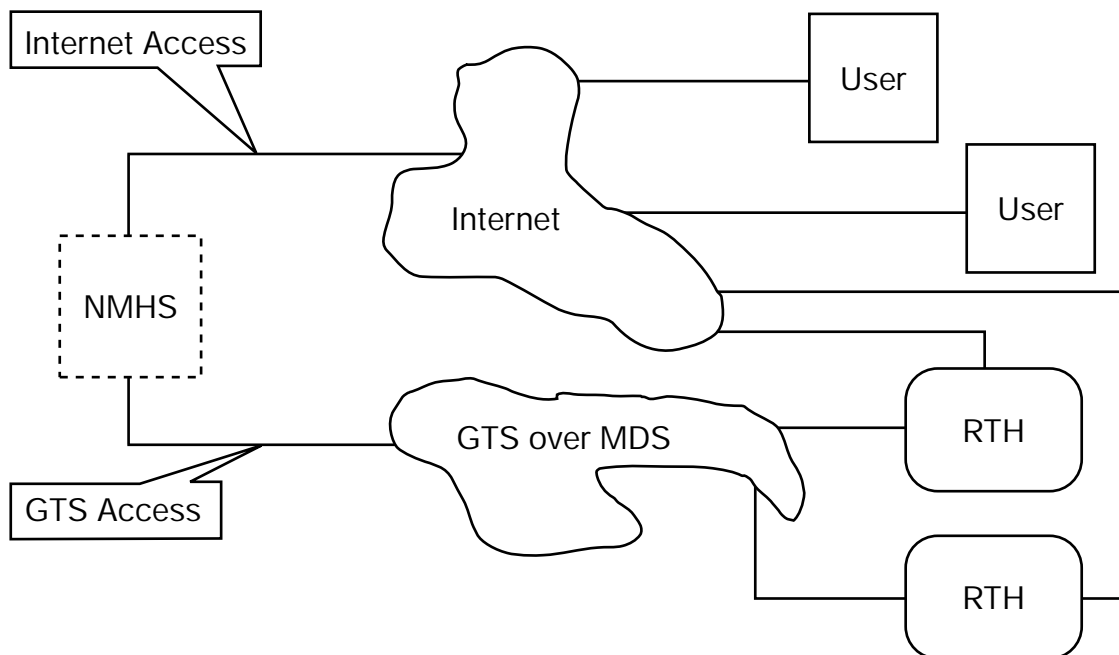 Internet Access
User
User
Internet
NMHS
RTH
GTS over MDS
GTS Access
RTH